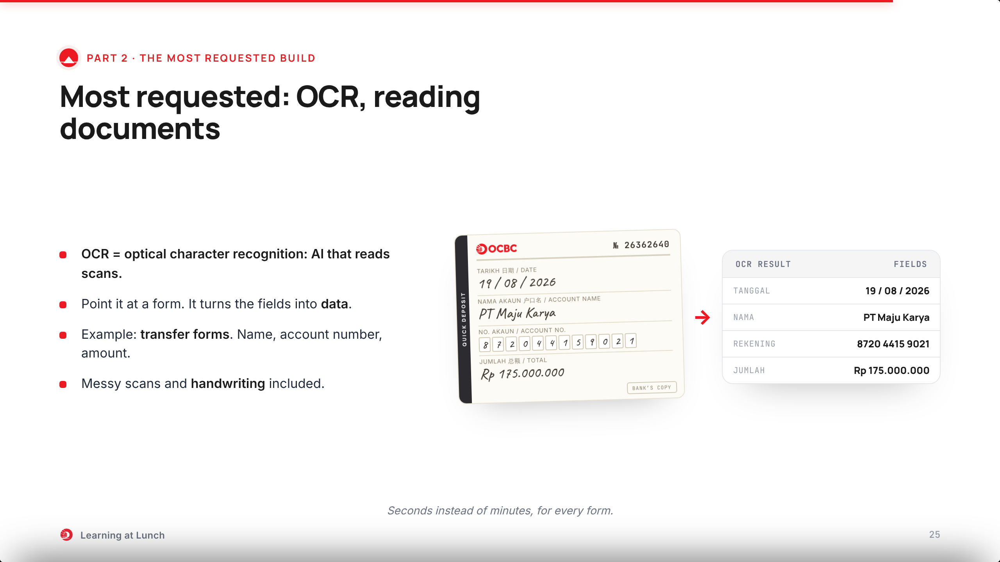 PART 2 · THE MOST REQUESTED BUILD
Most requested: OCR, reading
documents
OCR = optical character recognition: AI that reads
scans.
Point it at a form. It turns the fields into data.
Example: transfer forms. Name, account number,
amount.
Messy scans and handwriting included.
QUICK DEPOSIT
OCBC
№ 26362640
TARIKH 日期 / DATE
19 / 08 / 2026
NAMA AKAUN 户口名 / ACCOUNT NAME
PT Maju Karya
NO. AKAUN / ACCOUNT NO.
8 7 2 0 4 4 1 5 9 0 2 1
JUMLAH 总额 / TOTAL
Rp 175.000.000
BANK’S COPY
OCR RESULT FIELDS
TANGGAL 19 / 08 / 2026
NAMA PT Maju Karya
REKENING 8720 4415 9021
JUMLAH Rp 175.000.000
Seconds instead of minutes, for every form.
Learning at Lunch
25